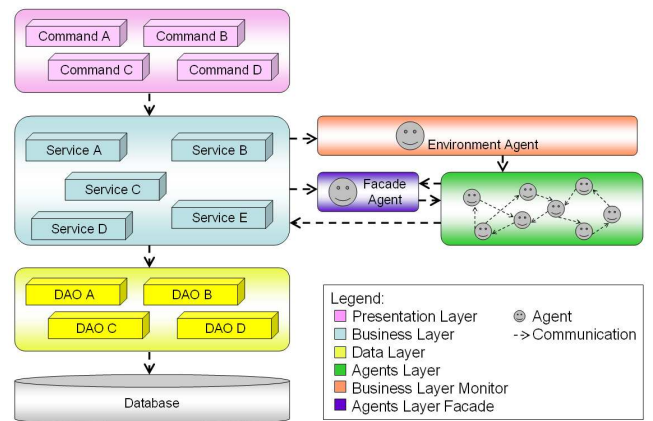 Command A
Command B
Command C
Command D
Service A
Service B
Service C
Service D
Service E
Environment Agent
Facade
Agent
DAO A
DAO B
DAO C
DAO D
Database
Legend:
Presentation Layer
Agent
Business Layer
Communication
Data Layer
Agents Layer
Business Layer Monitor
Agents Layer Facade